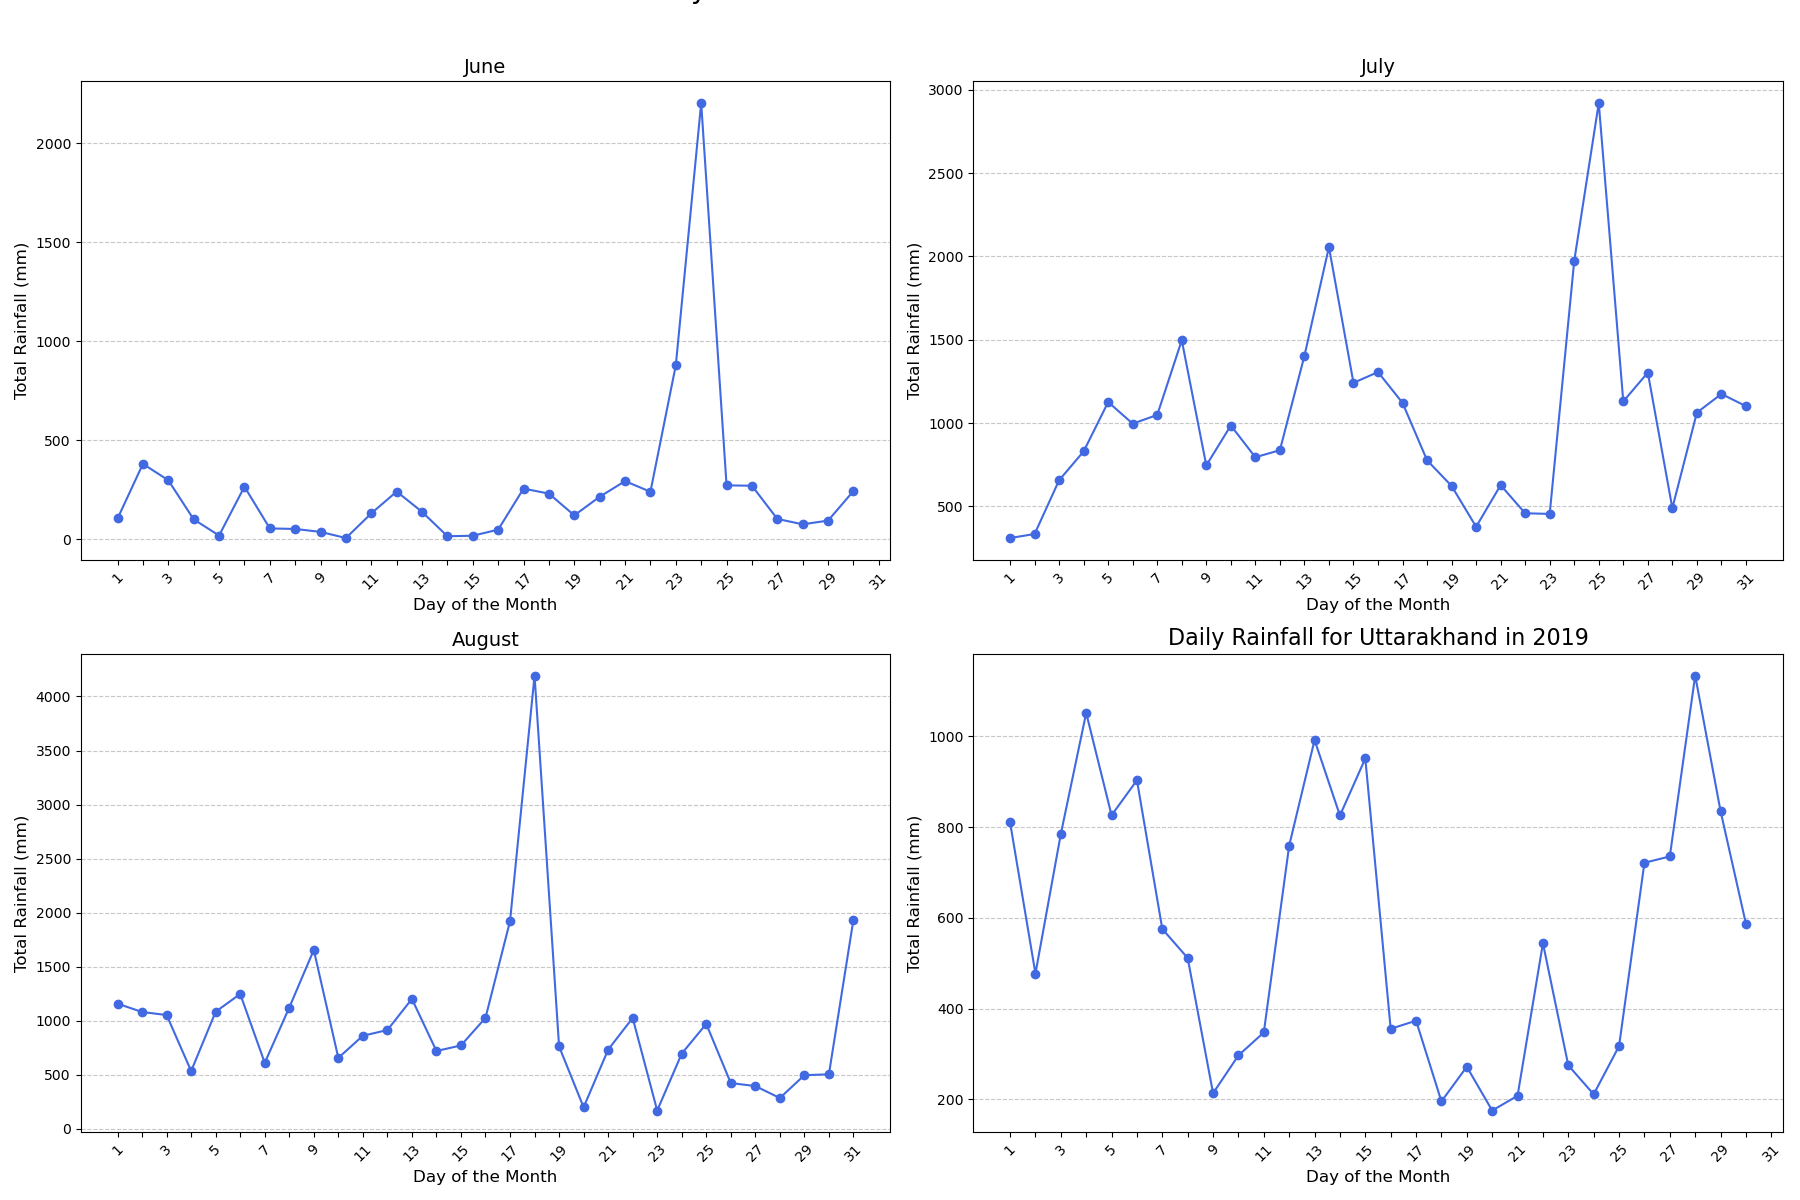 June
2000
1500
1000
500
0
Total Rainfall (mm)
1 3 5 7 9 11 13 15 17 19 21 23 25 27 29 31
Day of the Month
July
3000
2500
2000
1500
1000
500
Total Rainfall (mm)
1 3 5 7 9 11 13 15 17 19 21 23 25 27 29 31
Day of the Month
August
4000
3500
3000
2500
2000
1500
1000
500
0
Total Rainfall (mm)
1 3 5 7 9 11 13 15 17 19 21 23 25 27 29 31
Day of the Month
Daily Rainfall for Uttarakhand in 2019
1000
800
600
400
200
Total Rainfall (mm)
1 3 5 7 9 11 13 15 17 19 21 23 25 27 29 31
Day of the Month